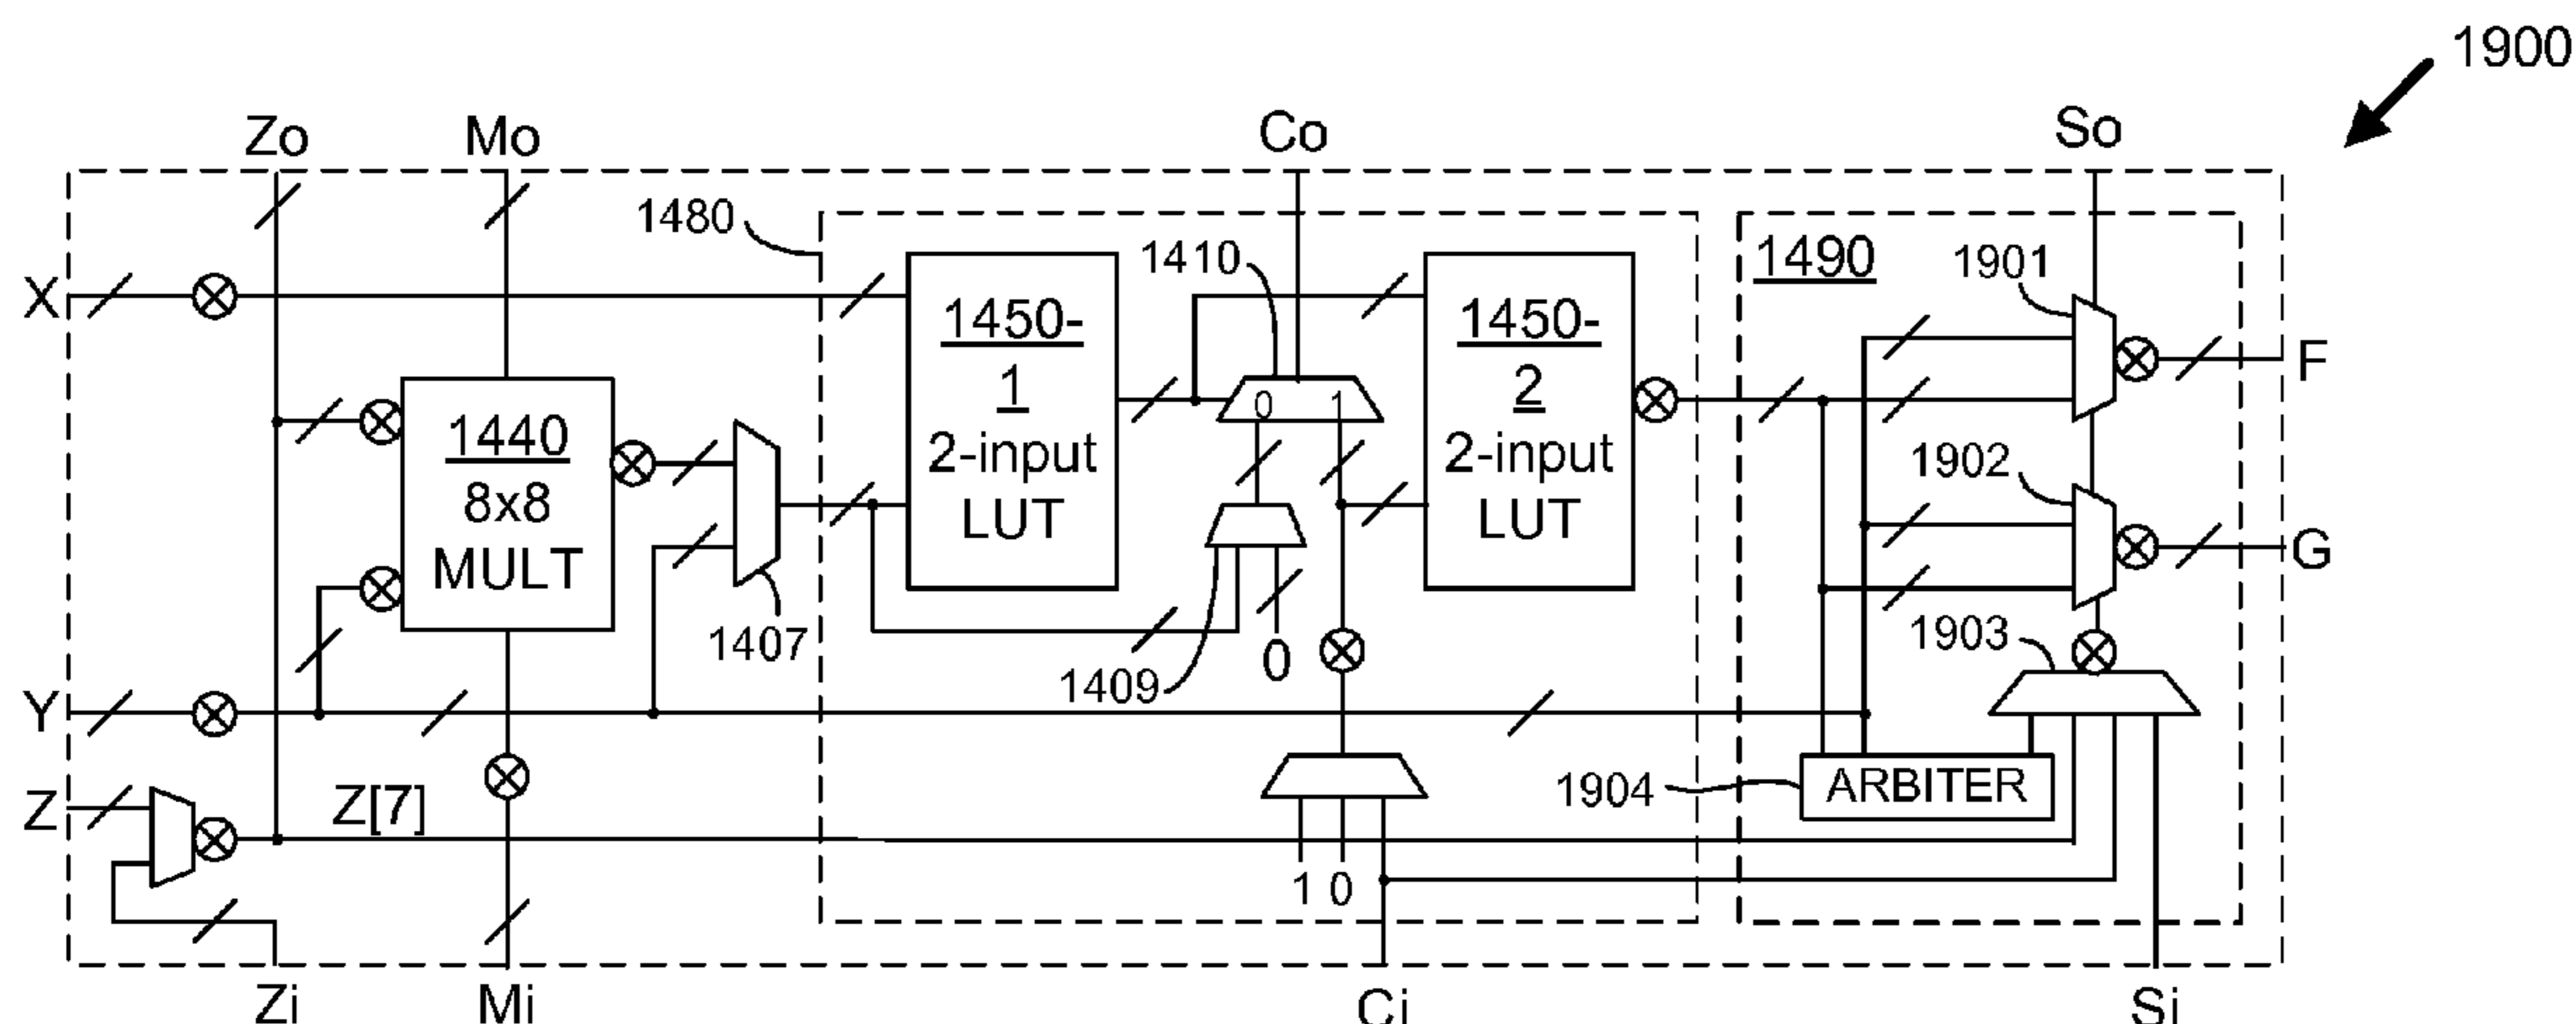 1900
Zo
Mo
Co
So
1480
1410
1490
1901
X
1450-
1
2-input
LUT
1450-
2
2-input
LUT
F
1440
8x8
MULT
0 1
1902
G
1407
1409
0
1903
Y
Z
Z[7]
1904
ARBITER
1 0
Zi
Mi
Ci
Si